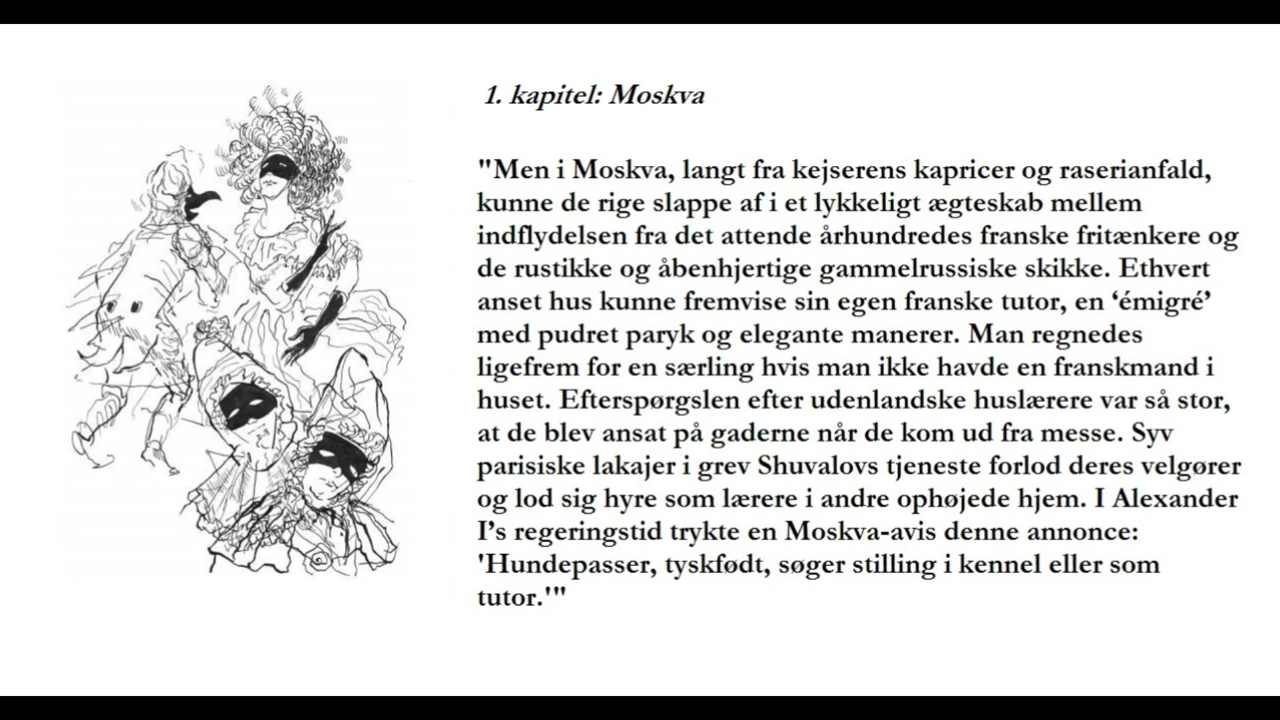 1. kapitel: Moskva
"Men i Moskva, langt fra kejserens kapricer og raserianfald,
kunne de rige slappe af i et lykkeligt ægteskab mellem
indflydelsen fra det attende århundredes franske fritænkere og
de rustikke og åbenhjertige gammelrussiske skikke. Ethvert
anset hus kunne fremvise sin egen franske tutor, en ‘émigré’
med pudret paryk og elegante manerer. Man regnedes
ligefrem for en særling hvis man ikke havde en franskmand i
huset. Efterspørgslen efter udenlandske huslærere var så stor,
at de blev ansat på gaderne når de kom ud fra messe. Syv
parisiske lakajer i grev Shuvalovs tjeneste forlod deres velgører
og lod sig hyre som lærere i andre ophøjede hjem. I Alexander
I’s regeringstid trykte en Moskva-avis denne annonce:
'Hundepasser, tyskfødt, søger stilling i kennel eller som
tutor.'"